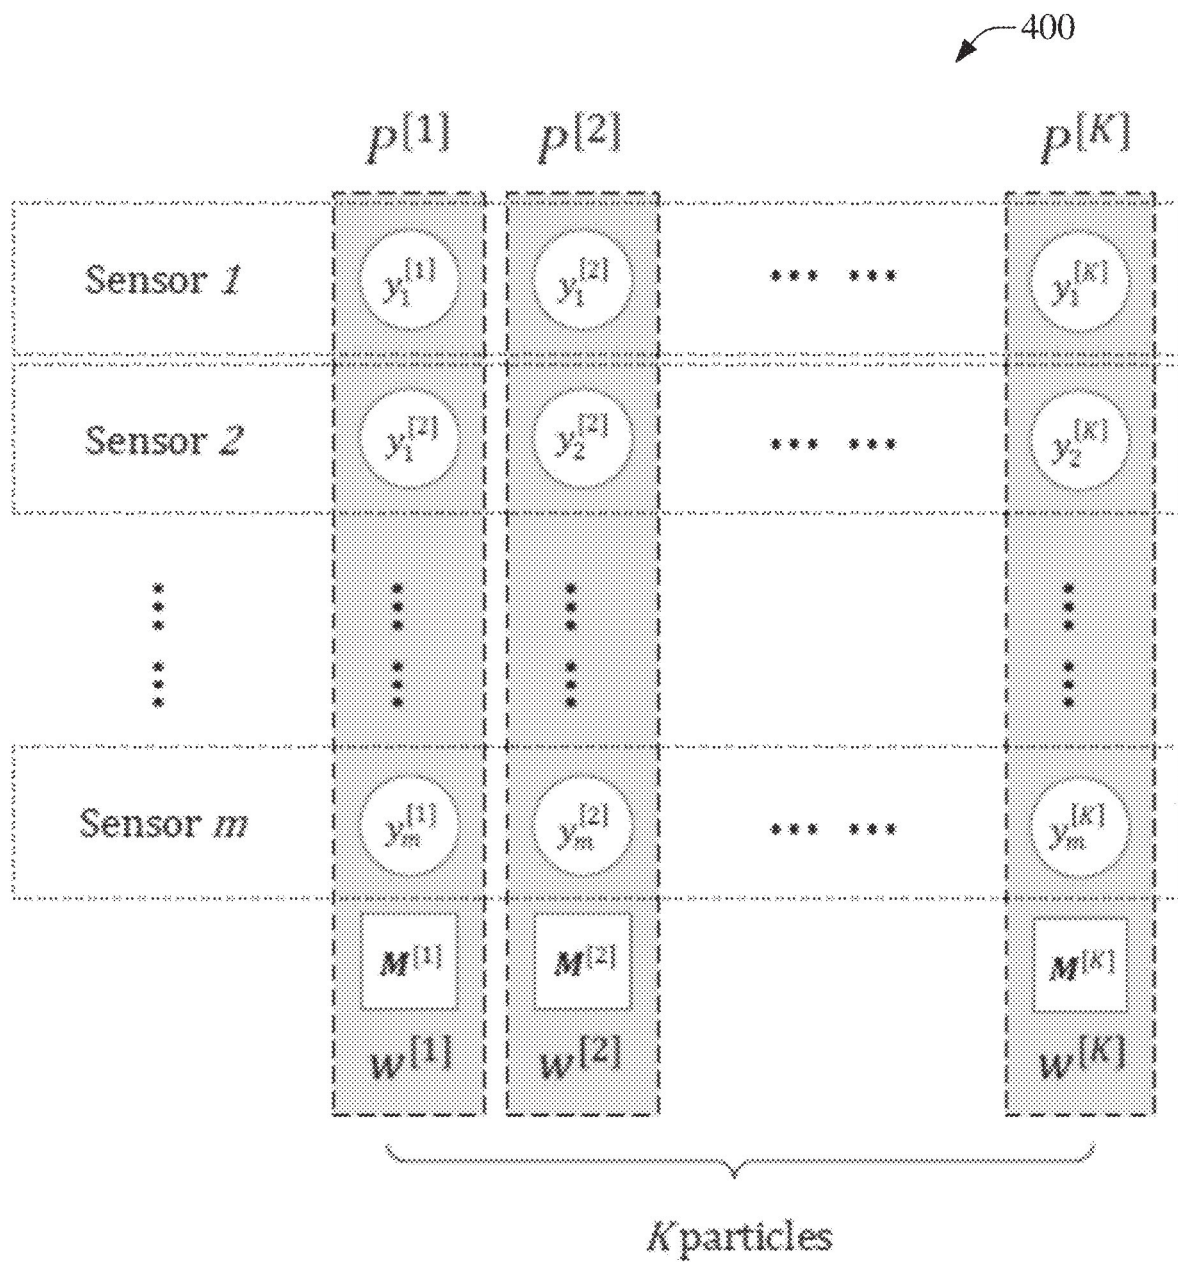 400
p[1] p[2] p[K]
Sensor 1 y₁[1] y₁[2] ... ... y₁[K]
Sensor 2 y₁[2] y₂[2] ... ... y₂[K]
Sensor m yₘ[1] yₘ[2] ... ... yₘ[K]
M[1] M[2] M[K]
w[1] w[2] w[K]
K particles